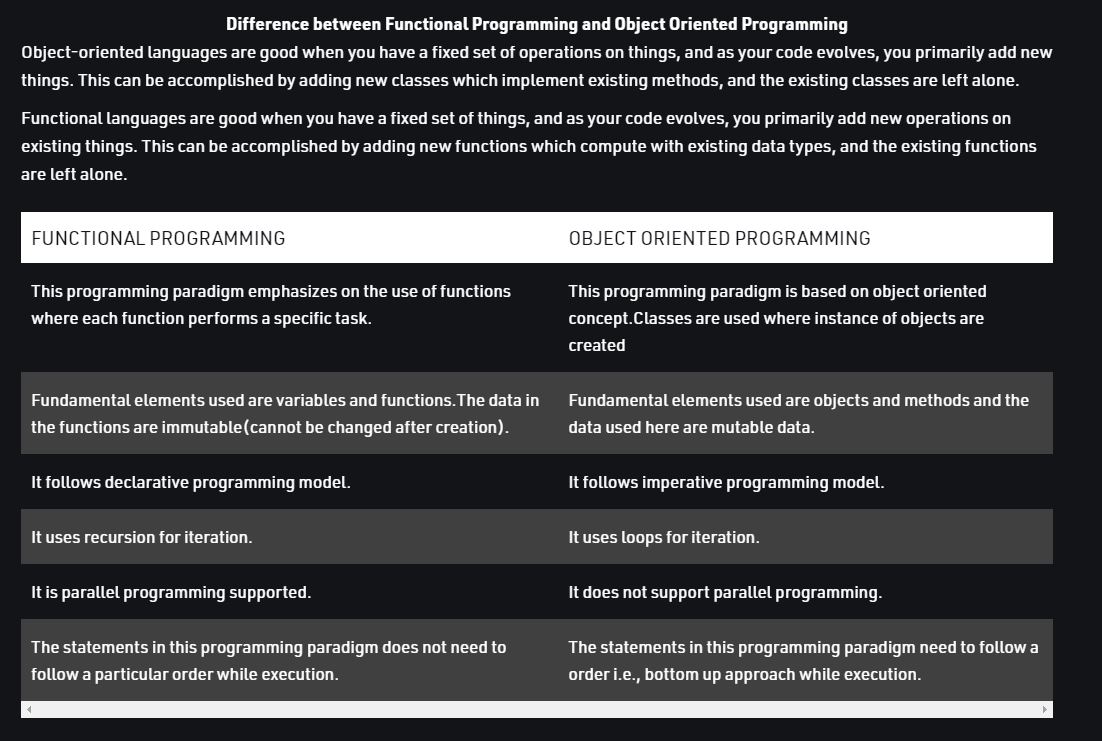 Difference between Functional Programming and Object Oriented Programming
Object-oriented languages are good when you have a fixed set of operations on things, and as your code evolves, you primarily add new
things. This can be accomplished by adding new classes which implement existing methods, and the existing classes are left alone.
Functional languages are good when you have a fixed set of things, and as your code evolves, you primarily add new operations on
existing things. This can be accomplished by adding new functions which compute with existing data types, and the existing functions
are left alone.
FUNCTIONAL PROGRAMMING
OBJECT ORIENTED PROGRAMMING
This programming paradigm emphasizes on the use of functions
where each function performs a specific task.
This programming paradigm is based on object oriented
concept.Classes are used where instance of objects are
created
Fundamental elements used are variables and functions.The data in
the functions are immutable(cannot be changed after creation).
Fundamental elements used are objects and methods and the
data used here are mutable data.
It follows declarative programming model.
It follows imperative programming model.
It uses recursion for iteration.
It uses loops for iteration.
It is parallel programming supported.
It does not support parallel programming.
The statements in this programming paradigm does not need to
follow a particular order while execution.
The statements in this programming paradigm need to follow a
order i.e., bottom up approach while execution.